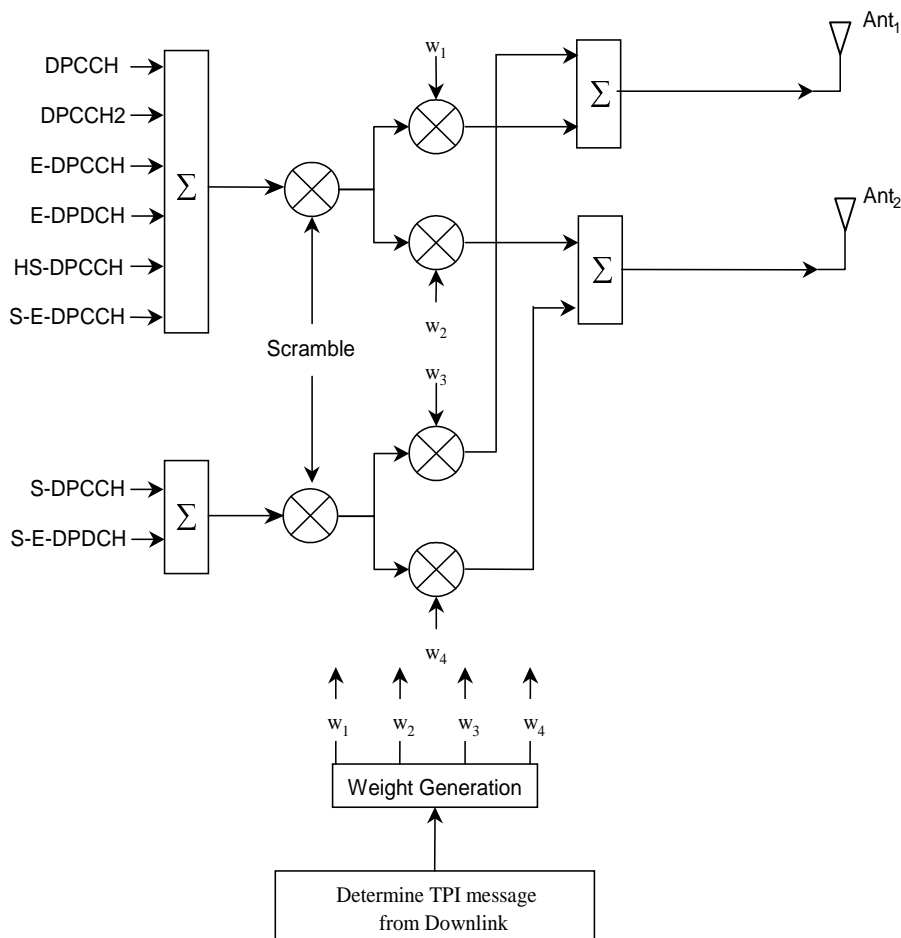 Ant₁
w₁
DPCCH
Σ
Σ
DPCCH2
E-DPCCH
Σ
E-DPDCH
Ant₂
HS-DPCCH
Σ
S-E-DPCCH
w₂
Scramble
w₃
S-DPCCH
Σ
S-E-DPDCH
w₄
w₁ w₂ w₃ w₄
Weight Generation
Determine TPI message
from Downlink